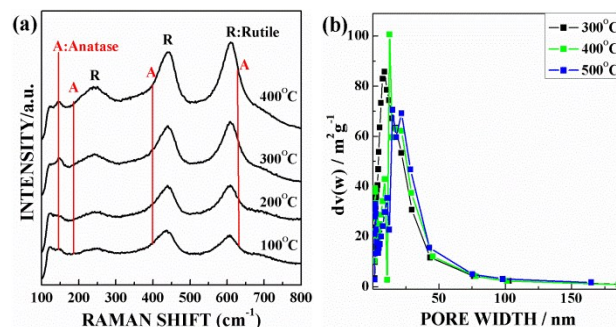 (a)
A:Anatase
R:Rutile
A
R
A
R
R
A
400°C
300°C
200°C
100°C
INTENSITY/a.u.
100 200 300 400 500 600 700 800
RAMAN SHIFT (cm-1)
(b)
300°C
400°C
500°C
100
80
60
40
20
0
dv(w) / m2 g-1
50 100 150
PORE WIDTH / nm